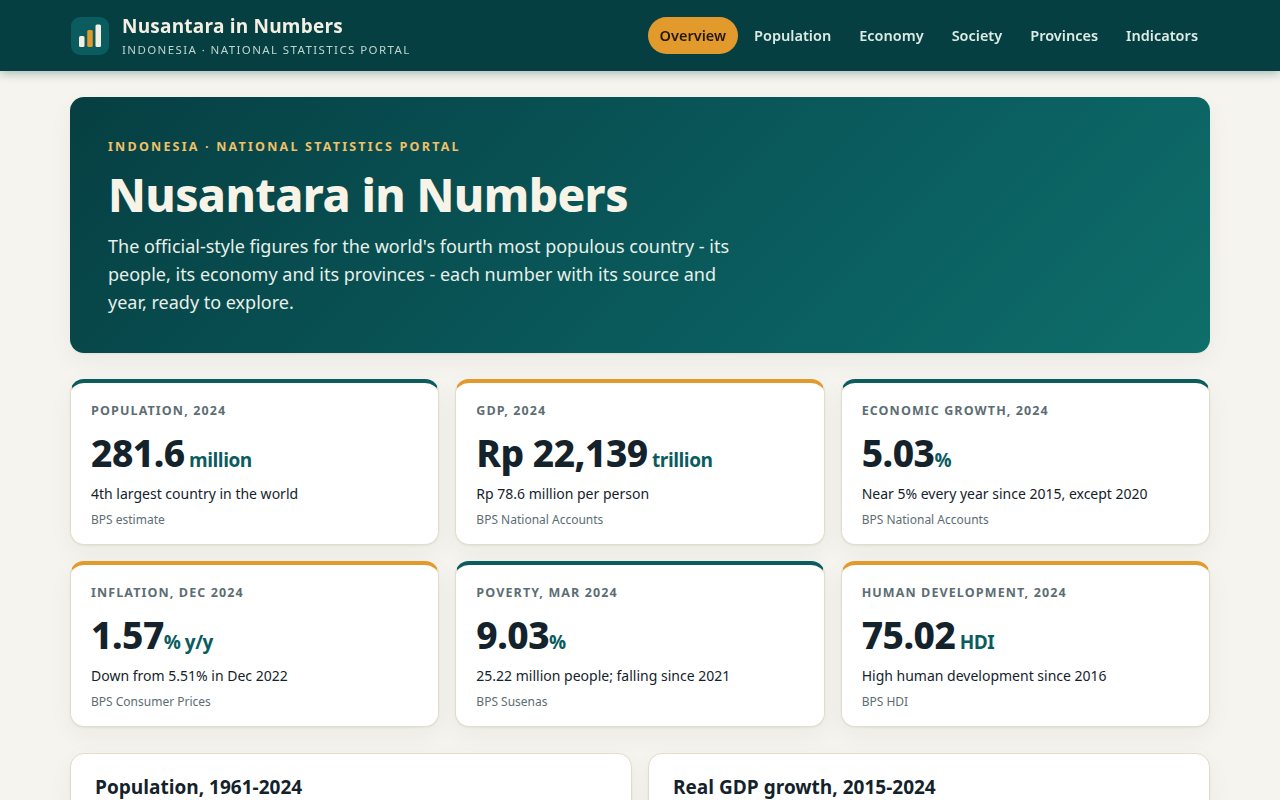 Nusantara in Numbers
INDONESIA · NATIONAL STATISTICS PORTAL
Overview
Population
Economy
Society
Provinces
Indicators
INDONESIA · NATIONAL STATISTICS PORTAL
Nusantara in Numbers
The official-style figures for the world's fourth most populous country - its
people, its economy and its provinces - each number with its source and
year, ready to explore.
POPULATION, 2024
281.6 million
4th largest country in the world
BPS estimate
GDP, 2024
Rp 22,139 trillion
Rp 78.6 million per person
BPS National Accounts
ECONOMIC GROWTH, 2024
5.03%
Near 5% every year since 2015, except 2020
BPS National Accounts
INFLATION, DEC 2024
1.57% y/y
Down from 5.51% in Dec 2022
BPS Consumer Prices
POVERTY, MAR 2024
9.03%
25.22 million people; falling since 2021
BPS Susenas
HUMAN DEVELOPMENT, 2024
75.02 HDI
High human development since 2016
BPS HDI
Population, 1961-2024
Real GDP growth, 2015-2024